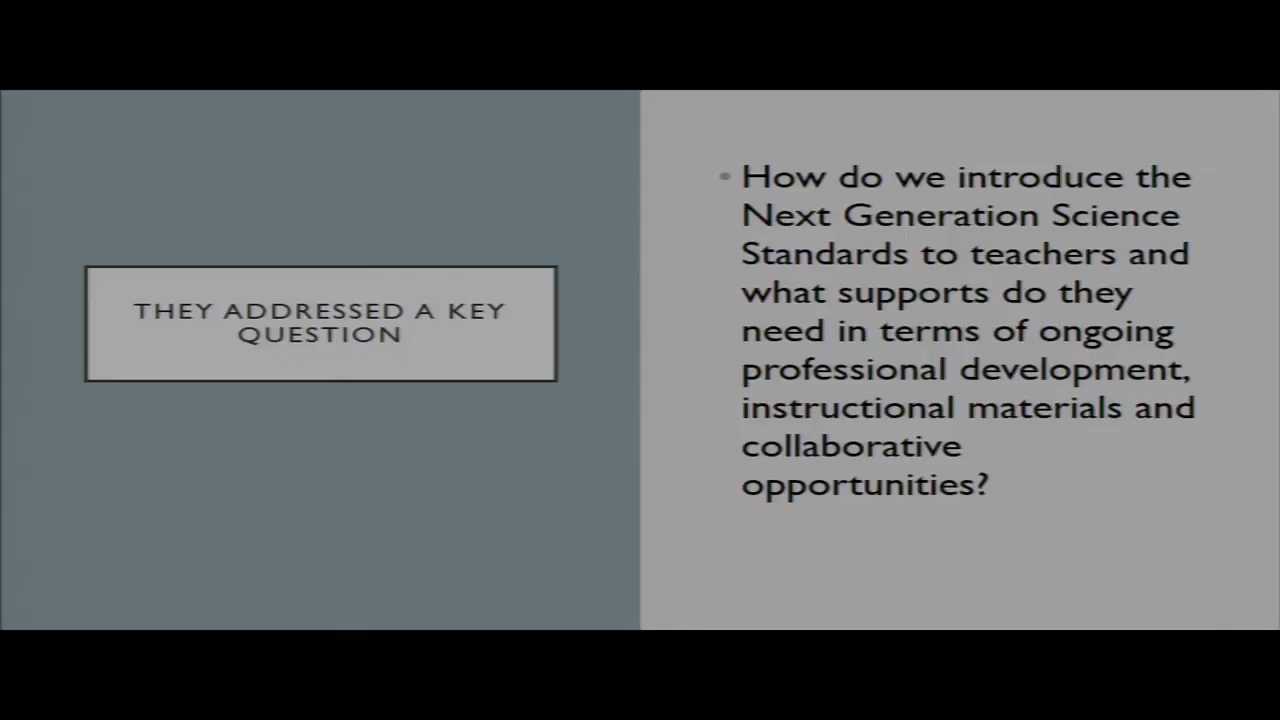 THEY ADDRESSED A KEY
QUESTION
• How do we introduce the
Next Generation Science
Standards to teachers and
what supports do they
need in terms of ongoing
professional development,
instructional materials and
collaborative
opportunities?